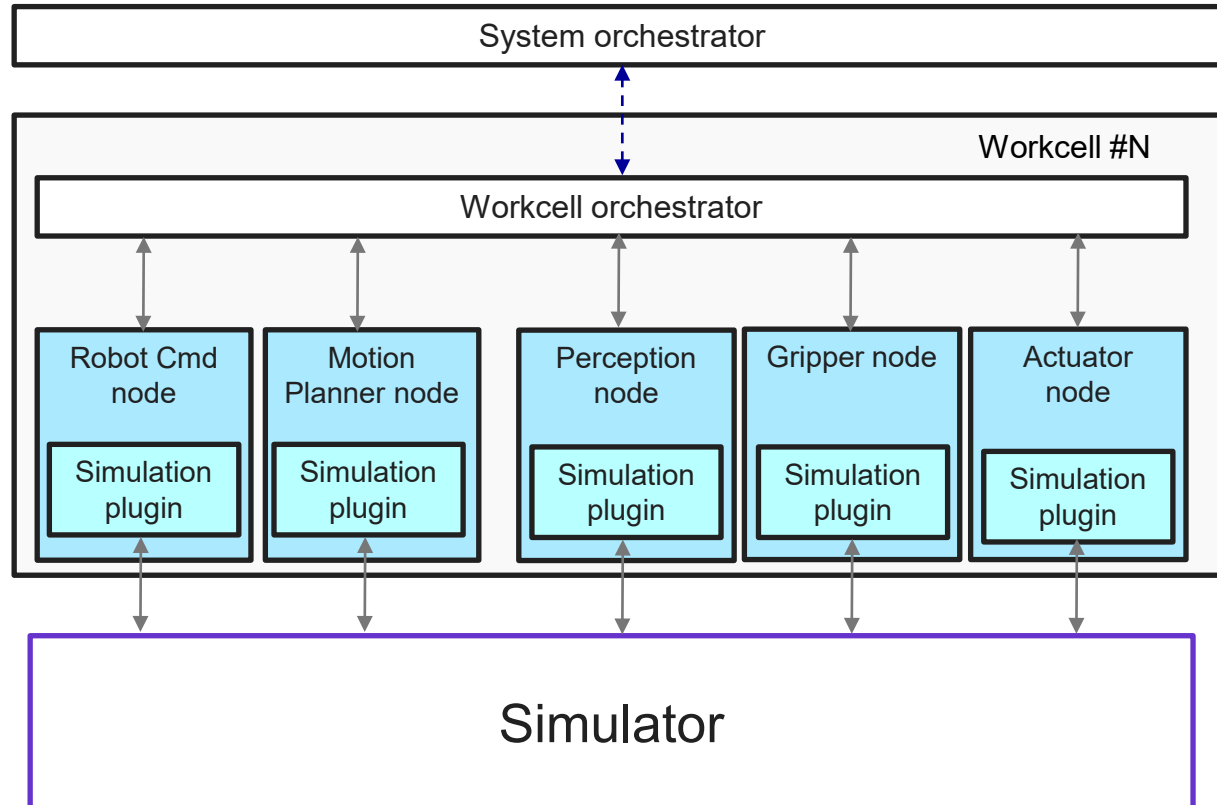 System orchestrator
Workcell #N
Workcell orchestrator
Robot Cmd
node
Simulation
plugin
Motion
Planner node
Simulation
plugin
Perception
node
Simulation
plugin
Gripper node
Simulation
plugin
Actuator
node
Simulation
plugin
Simulator